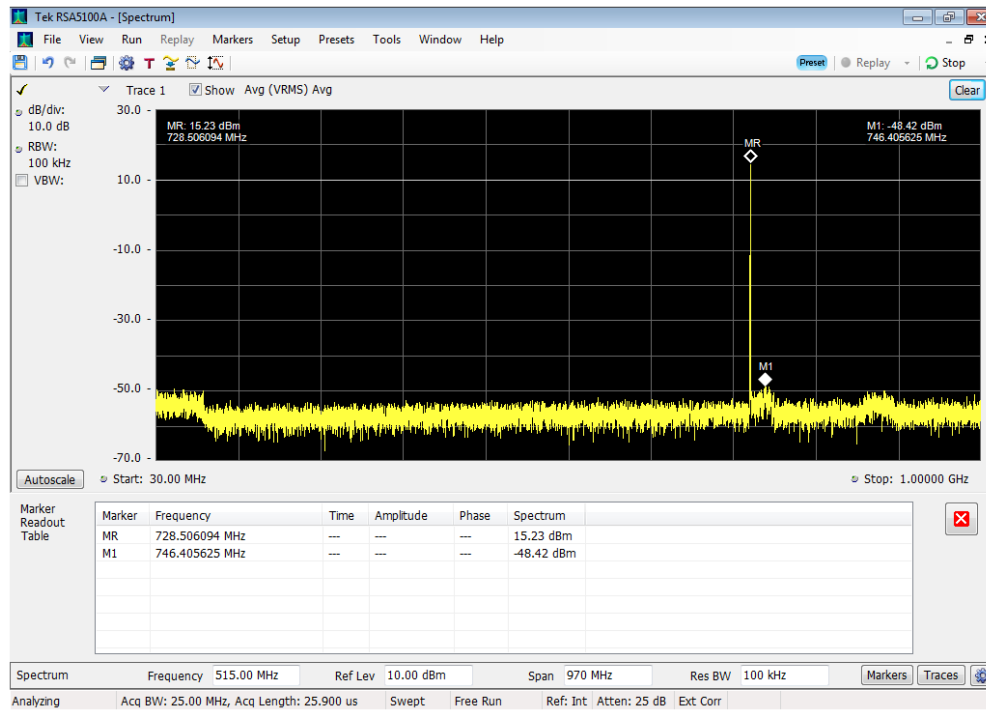 Tek RSA5100A - [Spectrum]
File View Run Replay Markers Setup Presets Tools Window Help
T Preset Replay Stop
Trace 1 Show Avg (VRMS) Avg Clear
dB/div: 10.0 dB
RBW: 100 kHz
VBW:
30.0 -
10.0 -
-10.0 -
-30.0 -
-50.0 -
-70.0 -
MR: 15.23 dBm
728.506094 MHz
M1: -48.42 dBm
746.405625 MHz
MR
M1
Autoscale Start: 30.00 MHz Stop: 1.00000 GHz
Marker Readout Table
Marker Frequency Time Amplitude Phase Spectrum
MR 728.506094 MHz --- --- --- 15.23 dBm
M1 746.405625 MHz --- --- --- -48.42 dBm
Spectrum Frequency 515.00 MHz Ref Lev 10.00 dBm Span 970 MHz Res BW 100 kHz Markers Traces
Analyzing Acq BW: 25.00 MHz, Acq Length: 25.900 us Swept Free Run Ref: Int Atten: 25 dB Ext Corr